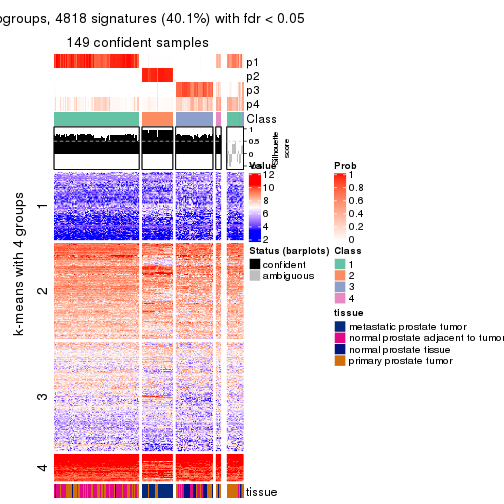 ogroups, 4818 signatures (40.1%) with fdr < 0.05
149 confident samples
p1
p2
p3
p4
Class
1
0.5
0
Silhouette
score
k-means with 4 groups
1
2
3
4
Value
12
10
8
6
4
2
Prob
1
0.8
0.6
0.4
0.2
0
Status (barplots)
confident
ambiguous
Class
1
2
3
4
tissue
metastatic prostate tumor
normal prostate adjacent to tumor
normal prostate tissue
primary prostate tumor
tissue